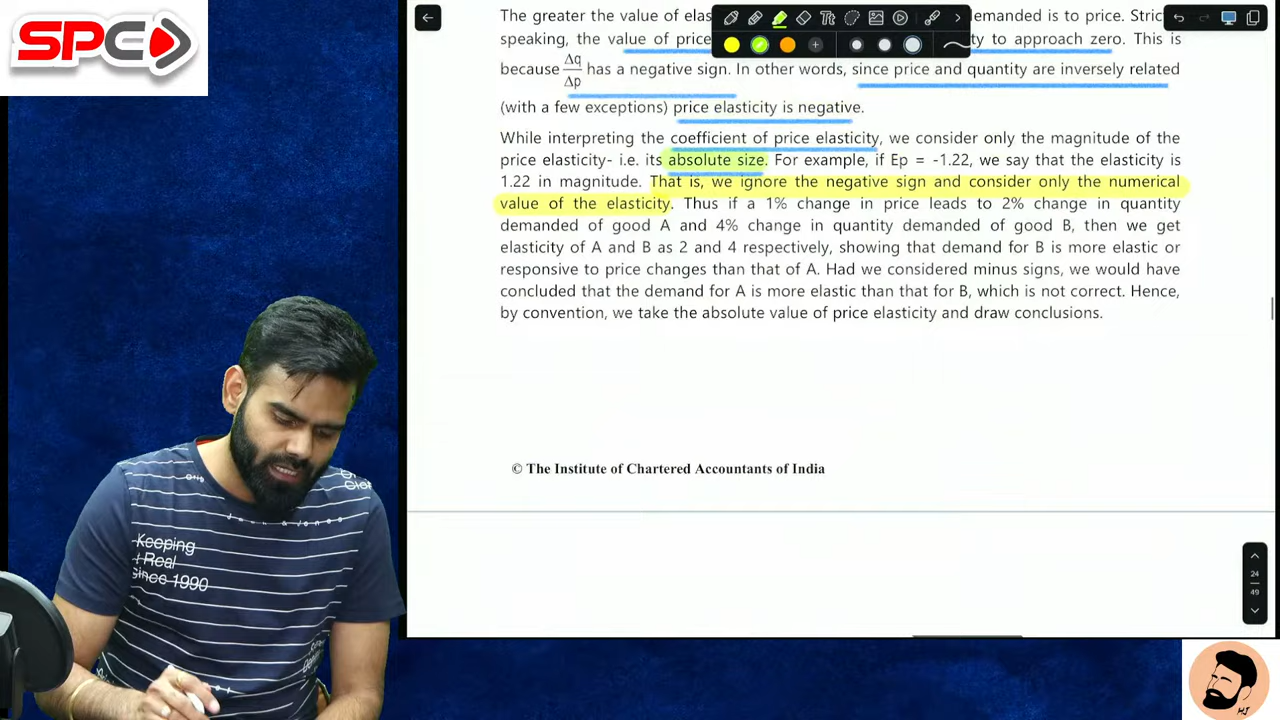 SPC
The greater the value of elas
demanded is to price. Stric
speaking, the value of price
ty to approach zero. This is
because Δq
Δp has a negative sign. In other words, since price and quantity are inversely related
(with a few exceptions) price elasticity is negative.
While interpreting the coefficient of price elasticity, we consider only the magnitude of the
price elasticity- i.e. its absolute size. For example, if Ep = -1.22, we say that the elasticity is
1.22 in magnitude. That is, we ignore the negative sign and consider only the numerical
value of the elasticity. Thus if a 1% change in price leads to 2% change in quantity
demanded of good A and 4% change in quantity demanded of good B, then we get
elasticity of A and B as 2 and 4 respectively, showing that demand for B is more elastic or
responsive to price changes than that of A. Had we considered minus signs, we would have
concluded that the demand for A is more elastic than that for B, which is not correct. Hence,
by convention, we take the absolute value of price elasticity and draw conclusions.
© The Institute of Chartered Accountants of India
24
49
Keeping
Real
Since 1990
HJ